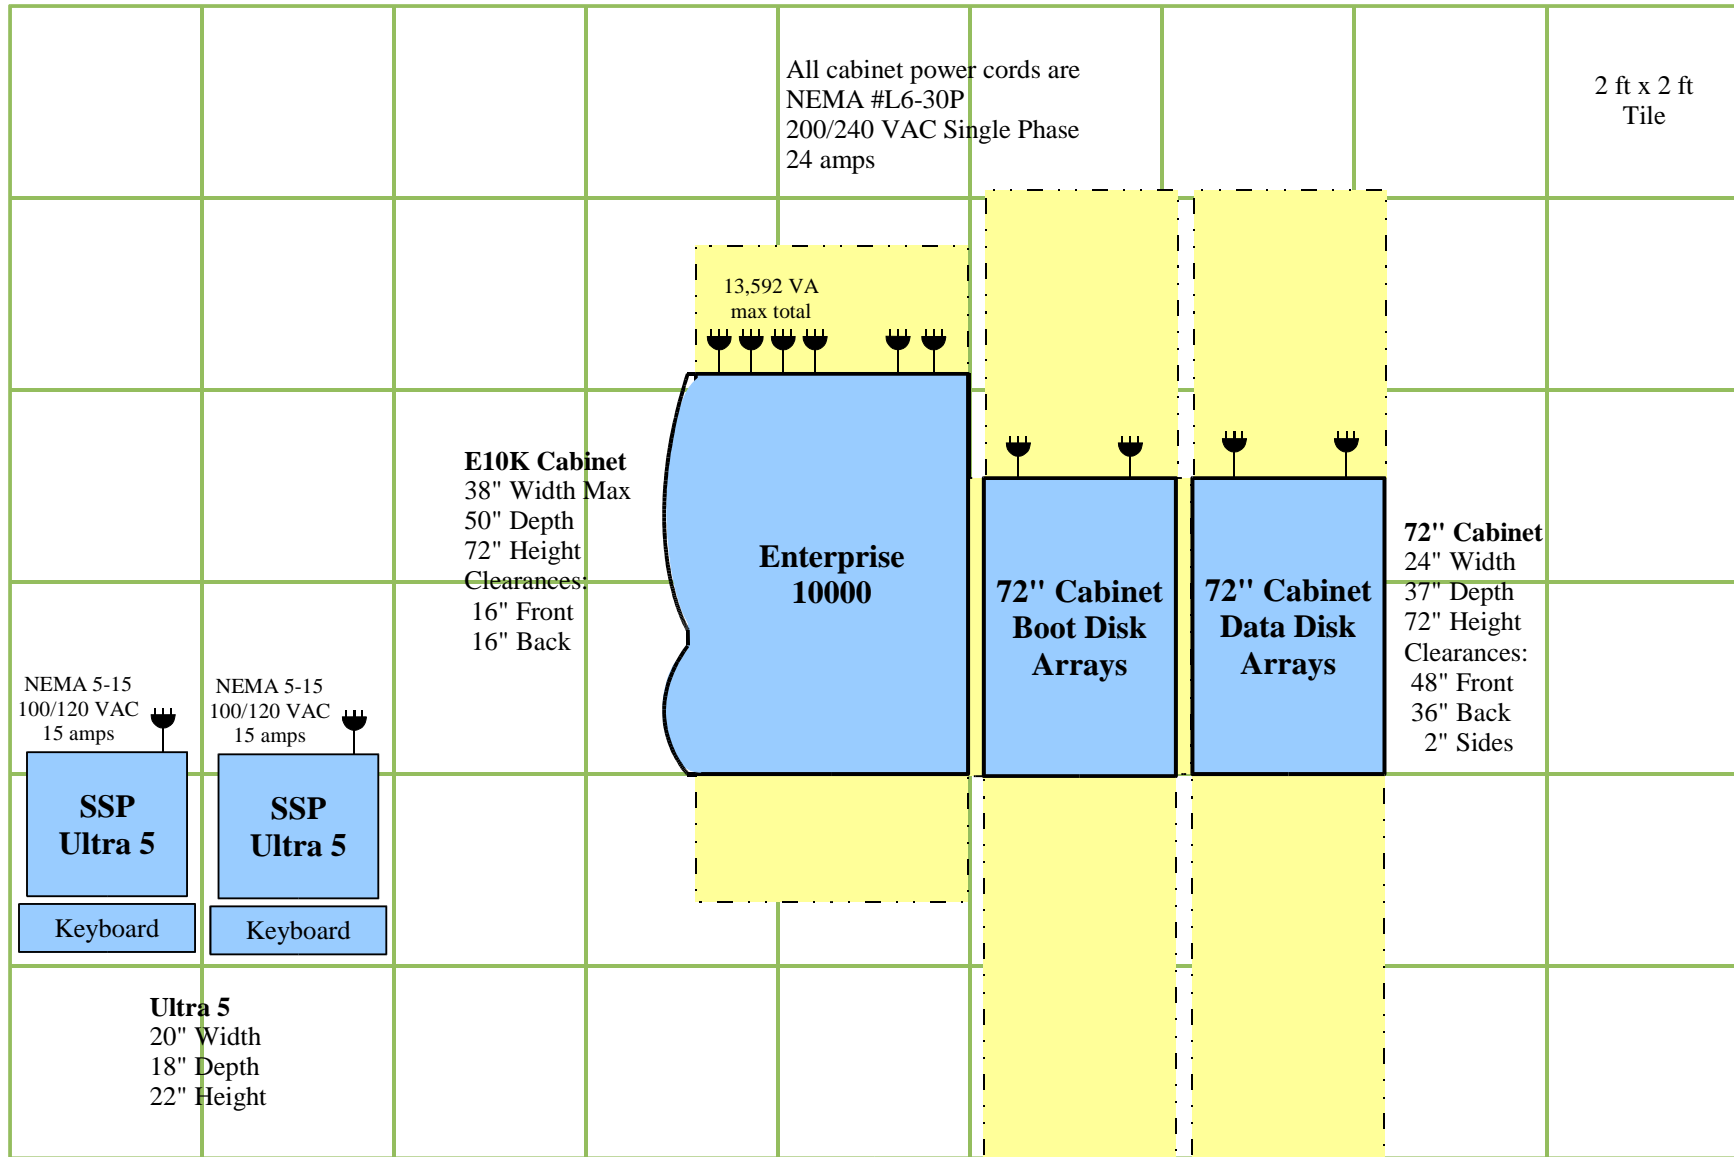 All cabinet power cords are
NEMA #L6-30P
200/240 VAC Single Phase
24 amps
2 ft x 2 ft
Tile
13,592 VA
max total
E10K Cabinet
38" Width Max
50" Depth
72" Height
Clearances:
16" Front
16" Back
Enterprise
10000
72" Cabinet
Boot Disk
Arrays
72" Cabinet
Data Disk
Arrays
72" Cabinet
24" Width
37" Depth
72" Height
Clearances:
48" Front
36" Back
2" Sides
NEMA 5-15
100/120 VAC
15 amps
NEMA 5-15
100/120 VAC
15 amps
SSP
Ultra 5
SSP
Ultra 5
Keyboard
Keyboard
Ultra 5
20" Width
18" Depth
22" Height